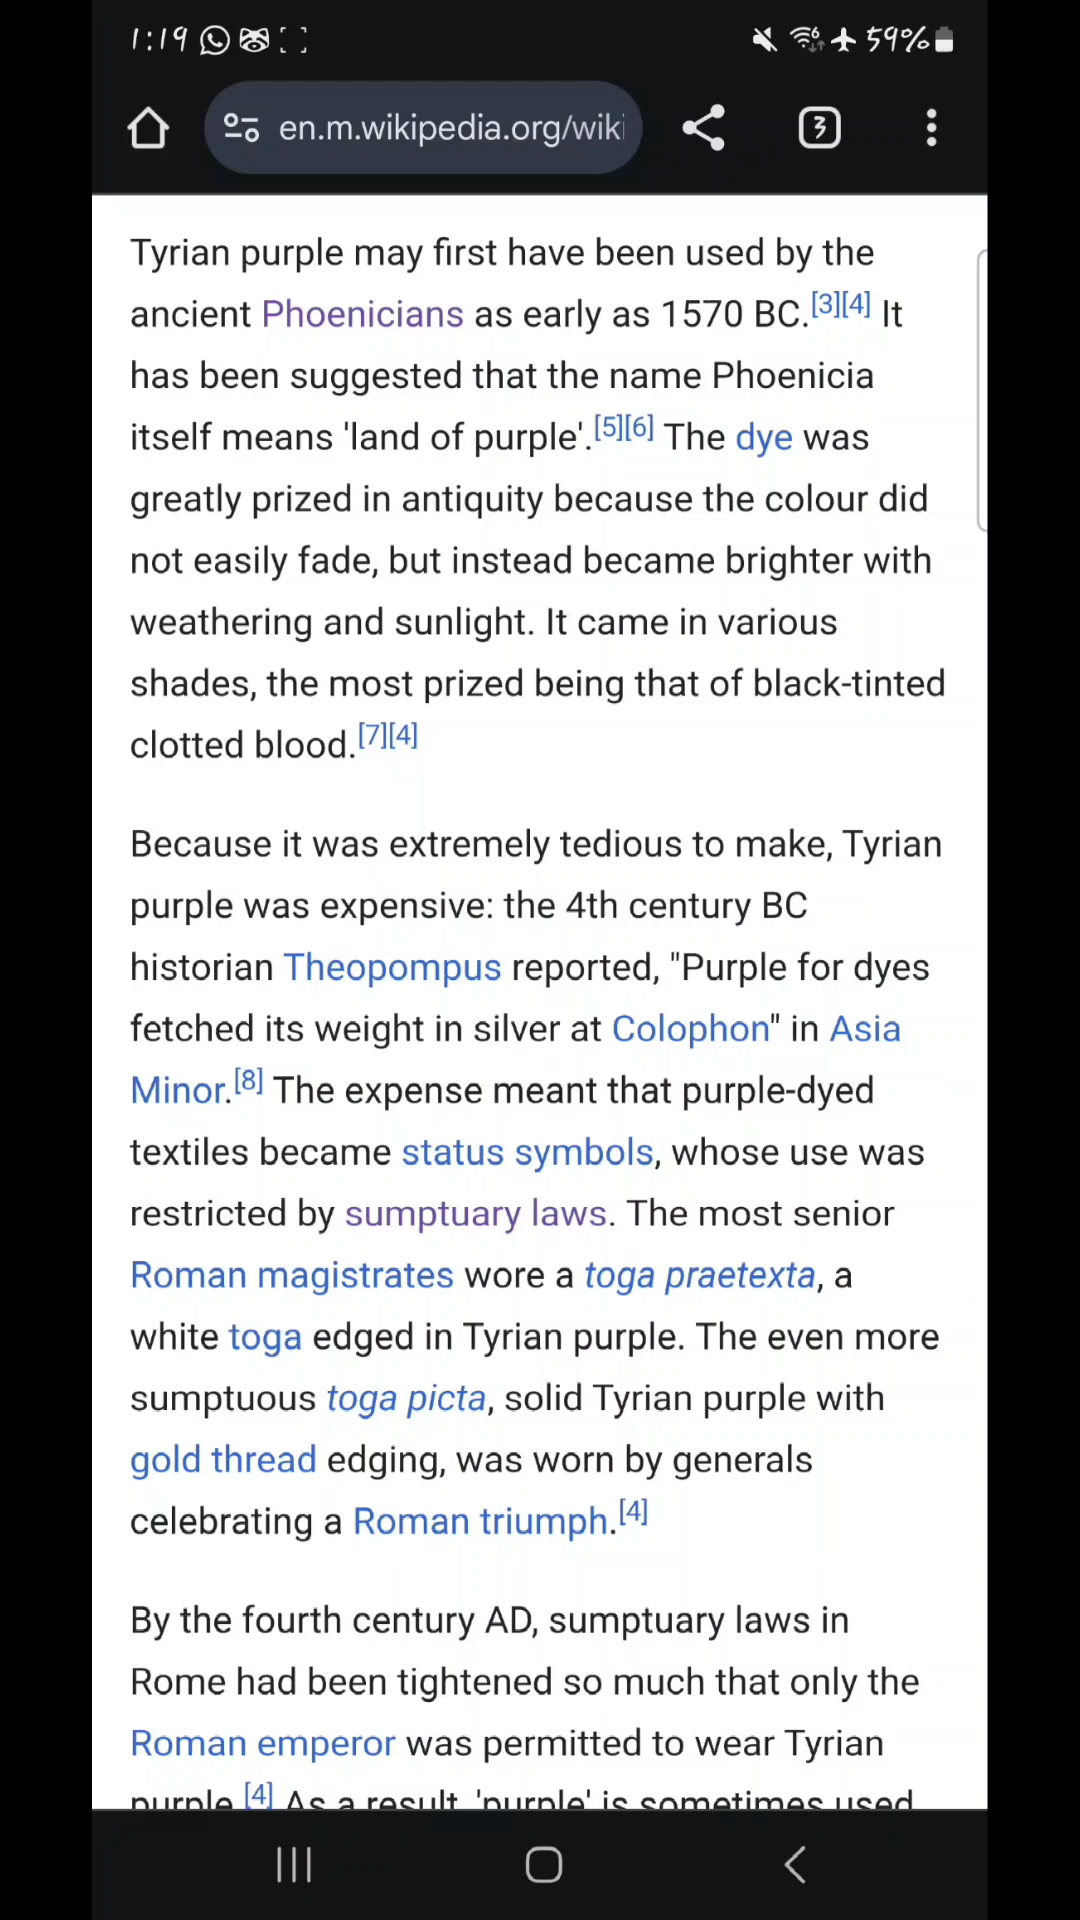 1:19
59%
en.m.wikipedia.org/wiki
3
Tyrian purple may first have been used by the
ancient Phoenicians as early as 1570 BC.[3][4] It
has been suggested that the name Phoenicia
itself means 'land of purple'.[5][6] The dye was
greatly prized in antiquity because the colour did
not easily fade, but instead became brighter with
weathering and sunlight. It came in various
shades, the most prized being that of black-tinted
clotted blood.[7][4]
Because it was extremely tedious to make, Tyrian
purple was expensive: the 4th century BC
historian Theopompus reported, "Purple for dyes
fetched its weight in silver at Colophon" in Asia
Minor.[8] The expense meant that purple-dyed
textiles became status symbols, whose use was
restricted by sumptuary laws. The most senior
Roman magistrates wore a toga praetexta, a
white toga edged in Tyrian purple. The even more
sumptuous toga picta, solid Tyrian purple with
gold thread edging, was worn by generals
celebrating a Roman triumph.[4]
By the fourth century AD, sumptuary laws in
Rome had been tightened so much that only the
Roman emperor was permitted to wear Tyrian
purple.[4] As a result, 'purple' is sometimes used